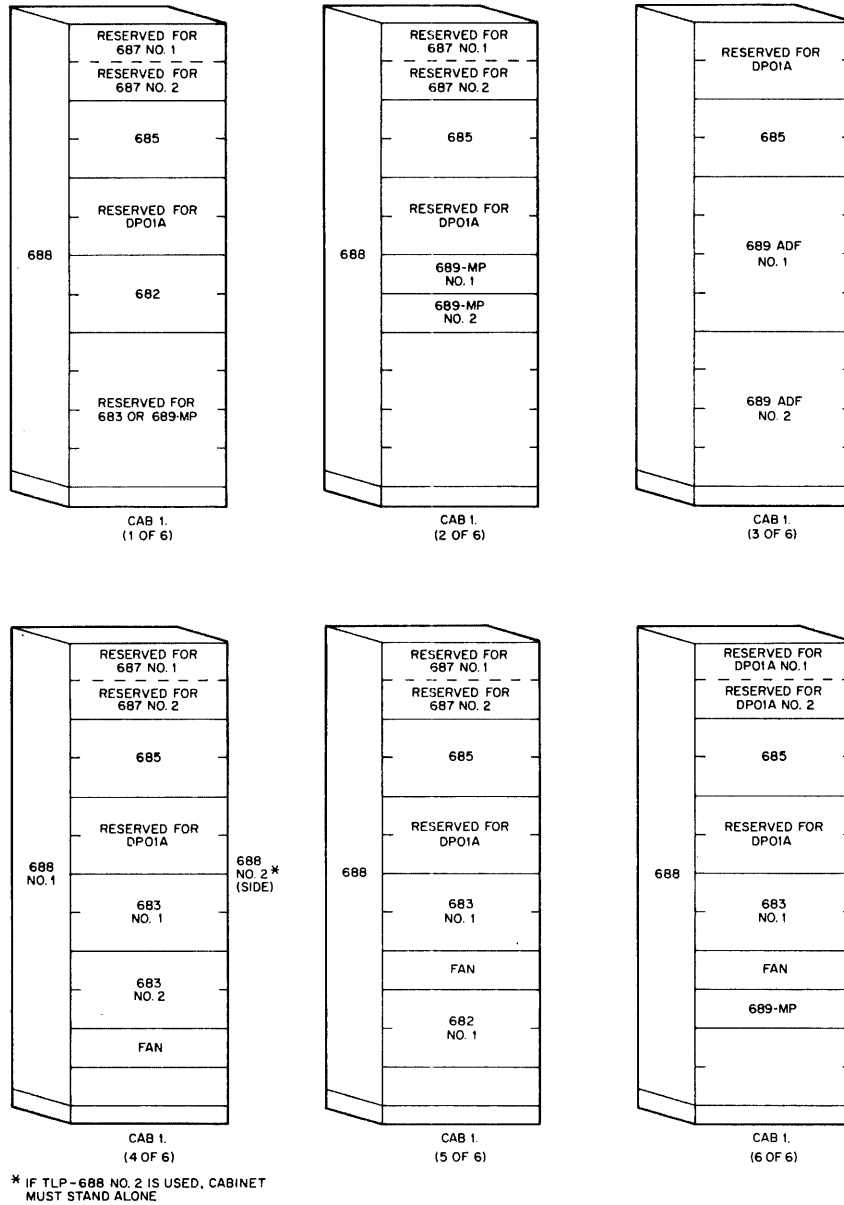 RESERVED FOR
687 NO. 1
RESERVED FOR
687 NO. 2
685
RESERVED FOR
DP01A
688
682
RESERVED FOR
683 OR 689-MP
CAB 1.
(1 OF 6)
RESERVED FOR
687 NO. 1
RESERVED FOR
687 NO. 2
685
RESERVED FOR
DP01A
688
689-MP
NO. 1
689-MP
NO. 2
CAB 1.
(2 OF 6)
RESERVED FOR
DP01A
685
689 ADF
NO. 1
689 ADF
NO. 2
CAB 1.
(3 OF 6)
RESERVED FOR
687 NO. 1
RESERVED FOR
687 NO. 2
685
RESERVED FOR
DP01A
688
NO. 1
688
NO. 2*
(SIDE)
683
NO. 1
683
NO. 2
FAN
CAB 1.
(4 OF 6)
* IF TLP-688 NO. 2 IS USED, CABINET
MUST STAND ALONE
RESERVED FOR
687 NO. 1
RESERVED FOR
687 NO. 2
685
RESERVED FOR
DP01A
688
683
NO. 1
FAN
682
NO. 1
CAB 1.
(5 OF 6)
RESERVED FOR
DP01A NO. 1
RESERVED FOR
DP01A NO. 2
685
RESERVED FOR
DP01A
688
683
NO. 1
FAN
689-MP
CAB 1.
(6 OF 6)